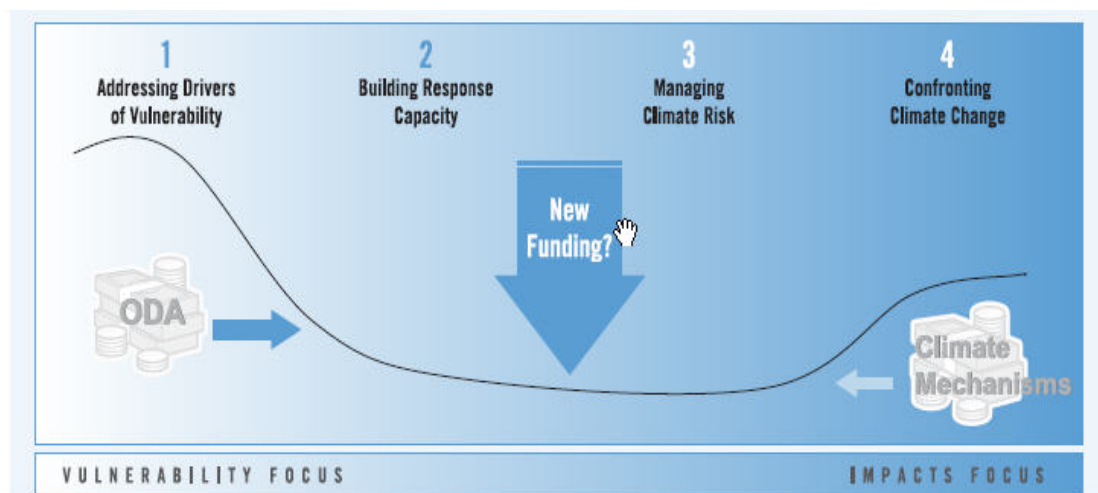 1
Addressing Drivers
of Vulnerability
2
Building Response
Capacity
3
Managing
Climate Risk
4
Confronting
Climate Change
New
Funding?
ODA
Climate
Mechanisms
VULNERABILITY FOCUS
IMPACTS FOCUS